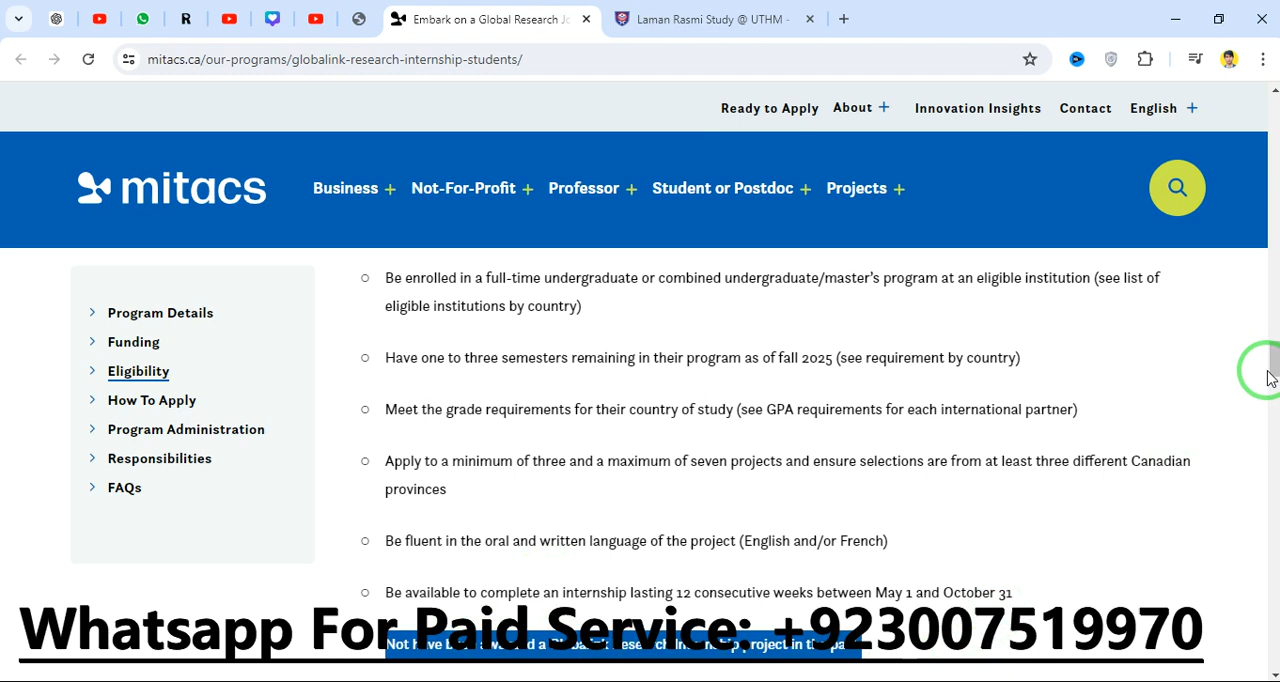 Embark on a Global Research Jo
Laman Rasmi Study @ UTHM -
mitacs.ca/our-programs/globalink-research-internship-students/
Ready to Apply About + Innovation Insights Contact English +
mitacs Business + Not-For-Profit + Professor + Student or Postdoc + Projects +
Program Details
Funding
Eligibility
How To Apply
Program Administration
Responsibilities
FAQs
Be enrolled in a full-time undergraduate or combined undergraduate/master's program at an eligible institution (see list of
eligible institutions by country)
Have one to three semesters remaining in their program as of fall 2025 (see requirement by country)
Meet the grade requirements for their country of study (see GPA requirements for each international partner)
Apply to a minimum of three and a maximum of seven projects and ensure selections are from at least three different Canadian
provinces
Be fluent in the oral and written language of the project (English and/or French)
Be available to complete an internship lasting 12 consecutive weeks between May 1 and October 31
Not have a Research Internship project in the
Whatsapp For Paid Service: +923007519970